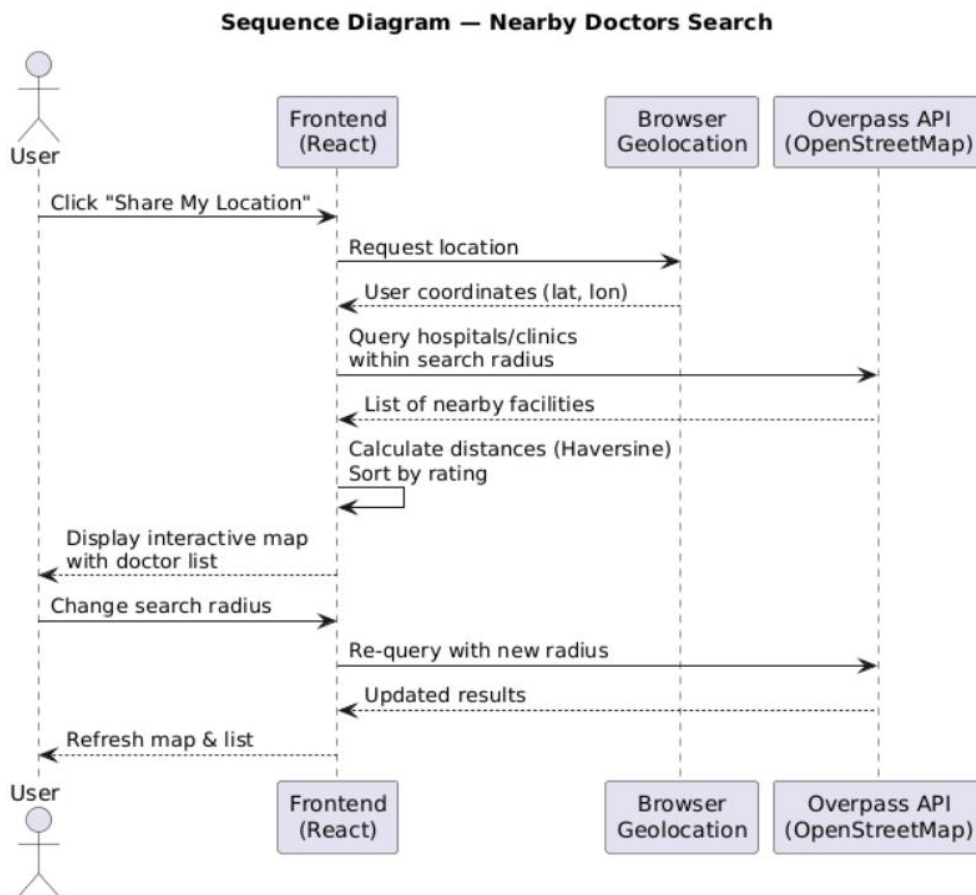 Sequence Diagram — Nearby Doctors Search
User
Frontend
(React)
Browser
Geolocation
Overpass API
(OpenStreetMap)
Click "Share My Location"
Request location
User coordinates (lat, lon)
Query hospitals/clinics
within search radius
List of nearby facilities
Calculate distances (Haversine)
Sort by rating
Display interactive map
with doctor list
Change search radius
Re-query with new radius
Updated results
Refresh map & list
User
Frontend
(React)
Browser
Geolocation
Overpass API
(OpenStreetMap)